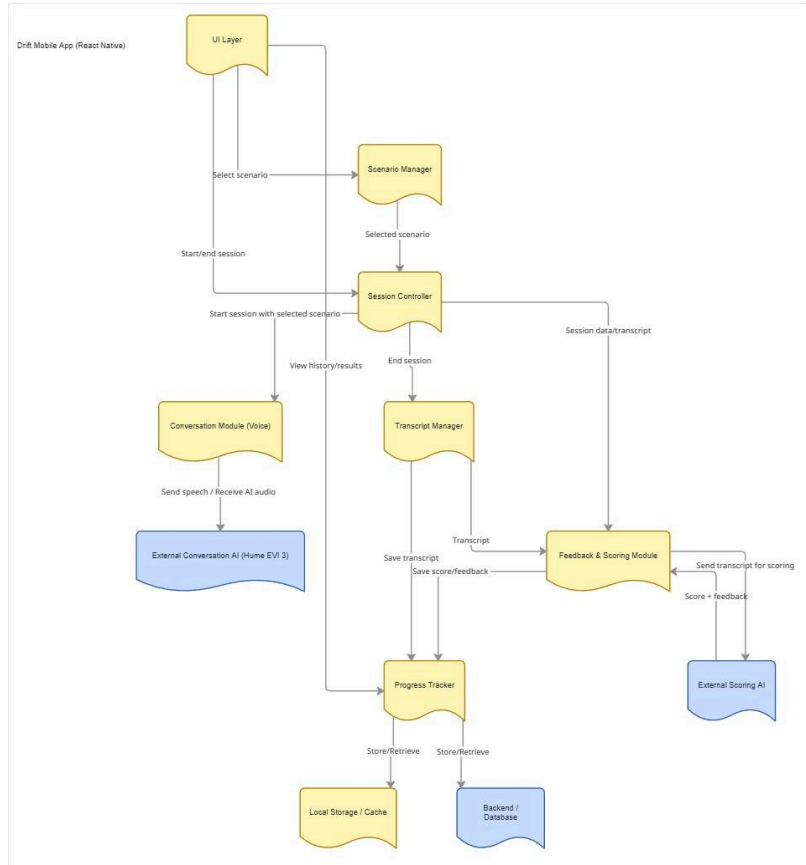 UI Layer
Drift Mobile App (React Native)
Scenario Manager
Select scenario
Selected scenario
Start/end session
Session Controller
Start session with selected scenario
Session data/transcript
End session
View history/results
Conversation Module (Voice)
Transcript Manager
Send speech / Receive AI audio
Transcript
External Conversation AI (Hume EVI 3)
Feedback & Scoring Module
Save transcript
Send transcript for scoring
Save score/feedback
Score + feedback
Progress Tracker
External Scoring AI
Store/Retrieve
Store/Retrieve
Local Storage / Cache
Backend /
Database